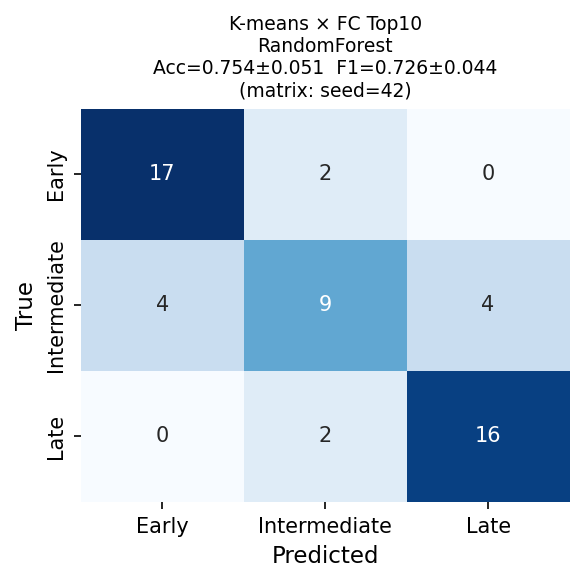 K-means × FC Top10
RandomForest
Acc=0.754±0.051  F1=0.726±0.044
(matrix: seed=42)
True
Early
17 2 0
Intermediate
4 9 4
Late
0 2 16
Early Intermediate Late
Predicted